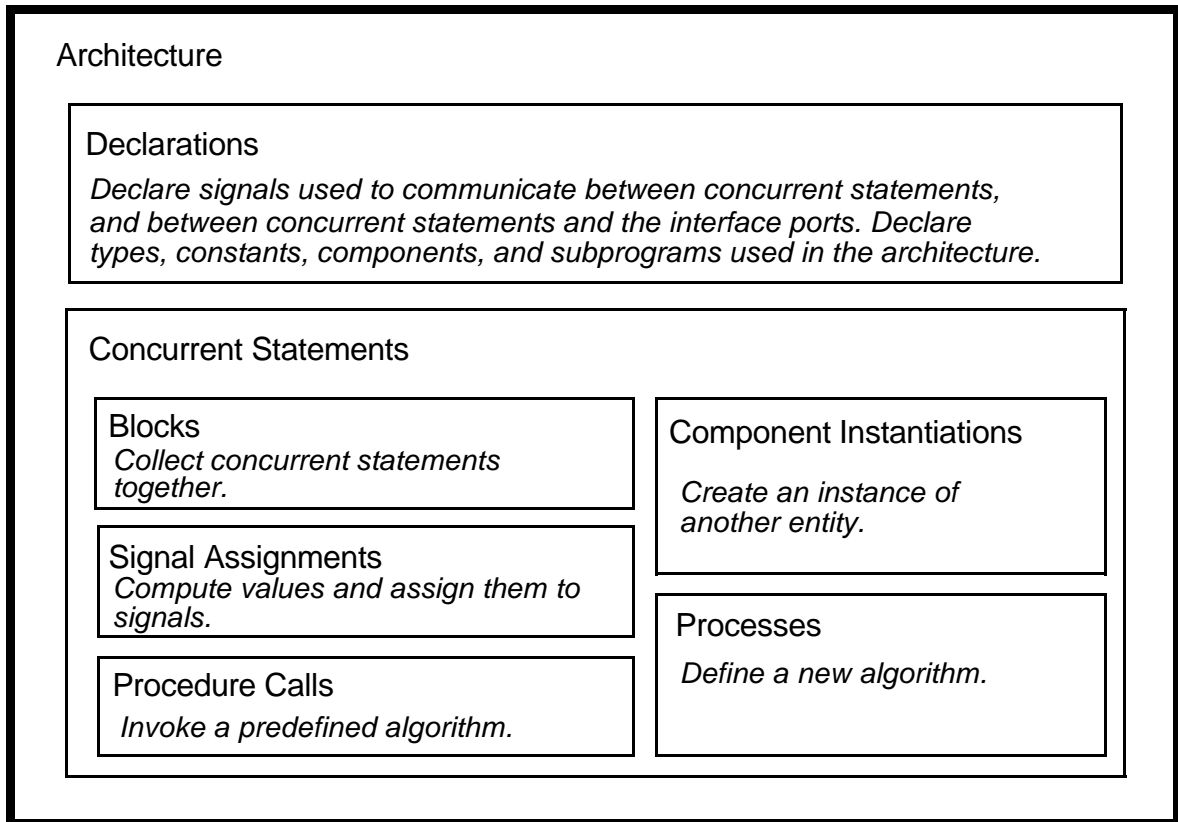 Architecture
Declarations
Declare signals used to communicate between concurrent statements,
and between concurrent statements and the interface ports. Declare
types, constants, components, and subprograms used in the architecture.
Concurrent Statements
Blocks
Collect concurrent statements
together.
Signal Assignments
Compute values and assign them to
signals.
Procedure Calls
Invoke a predefined algorithm.
Component Instantiations
Create an instance of
another entity.
Processes
Define a new algorithm.